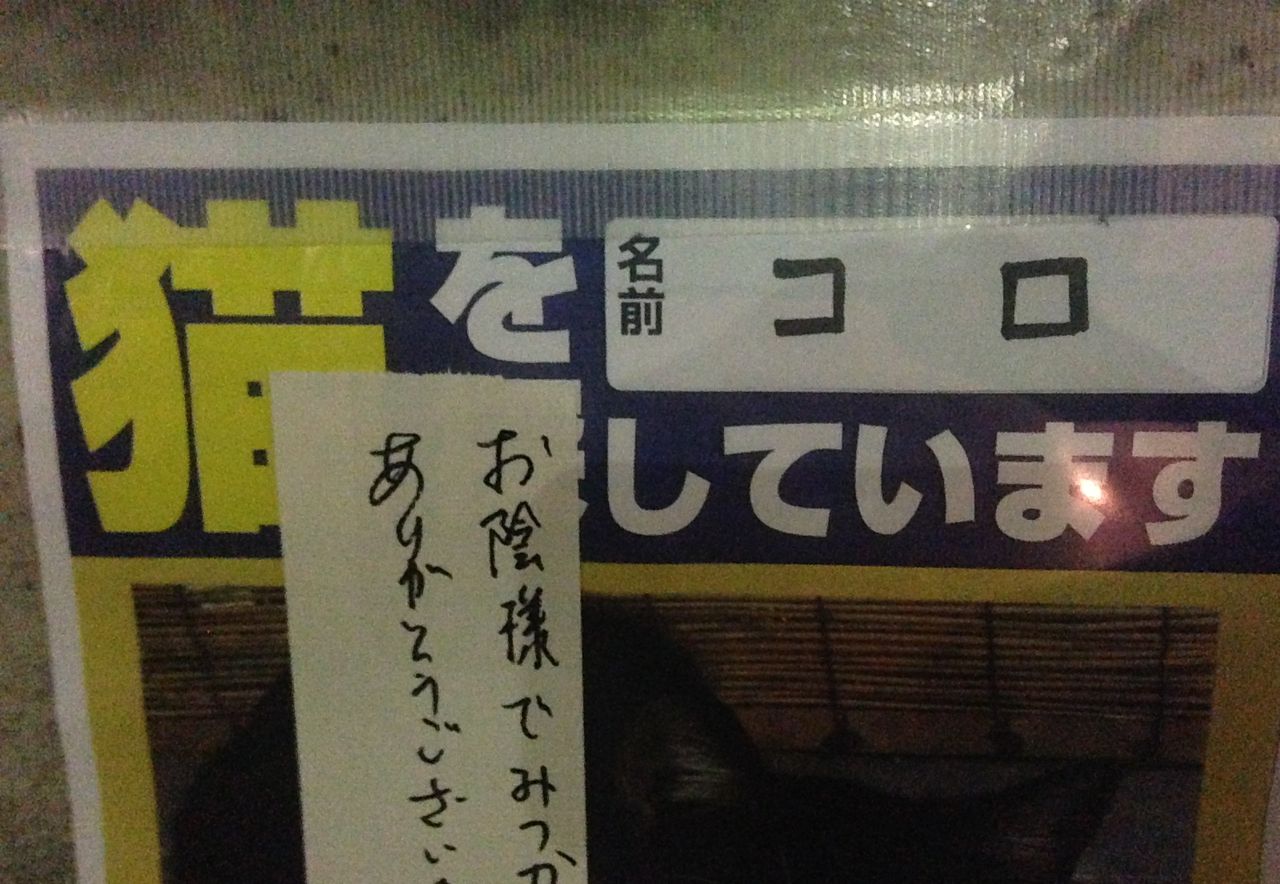 猫を
名前
コロ
しています
お陰様でみつか
ありがとうござい